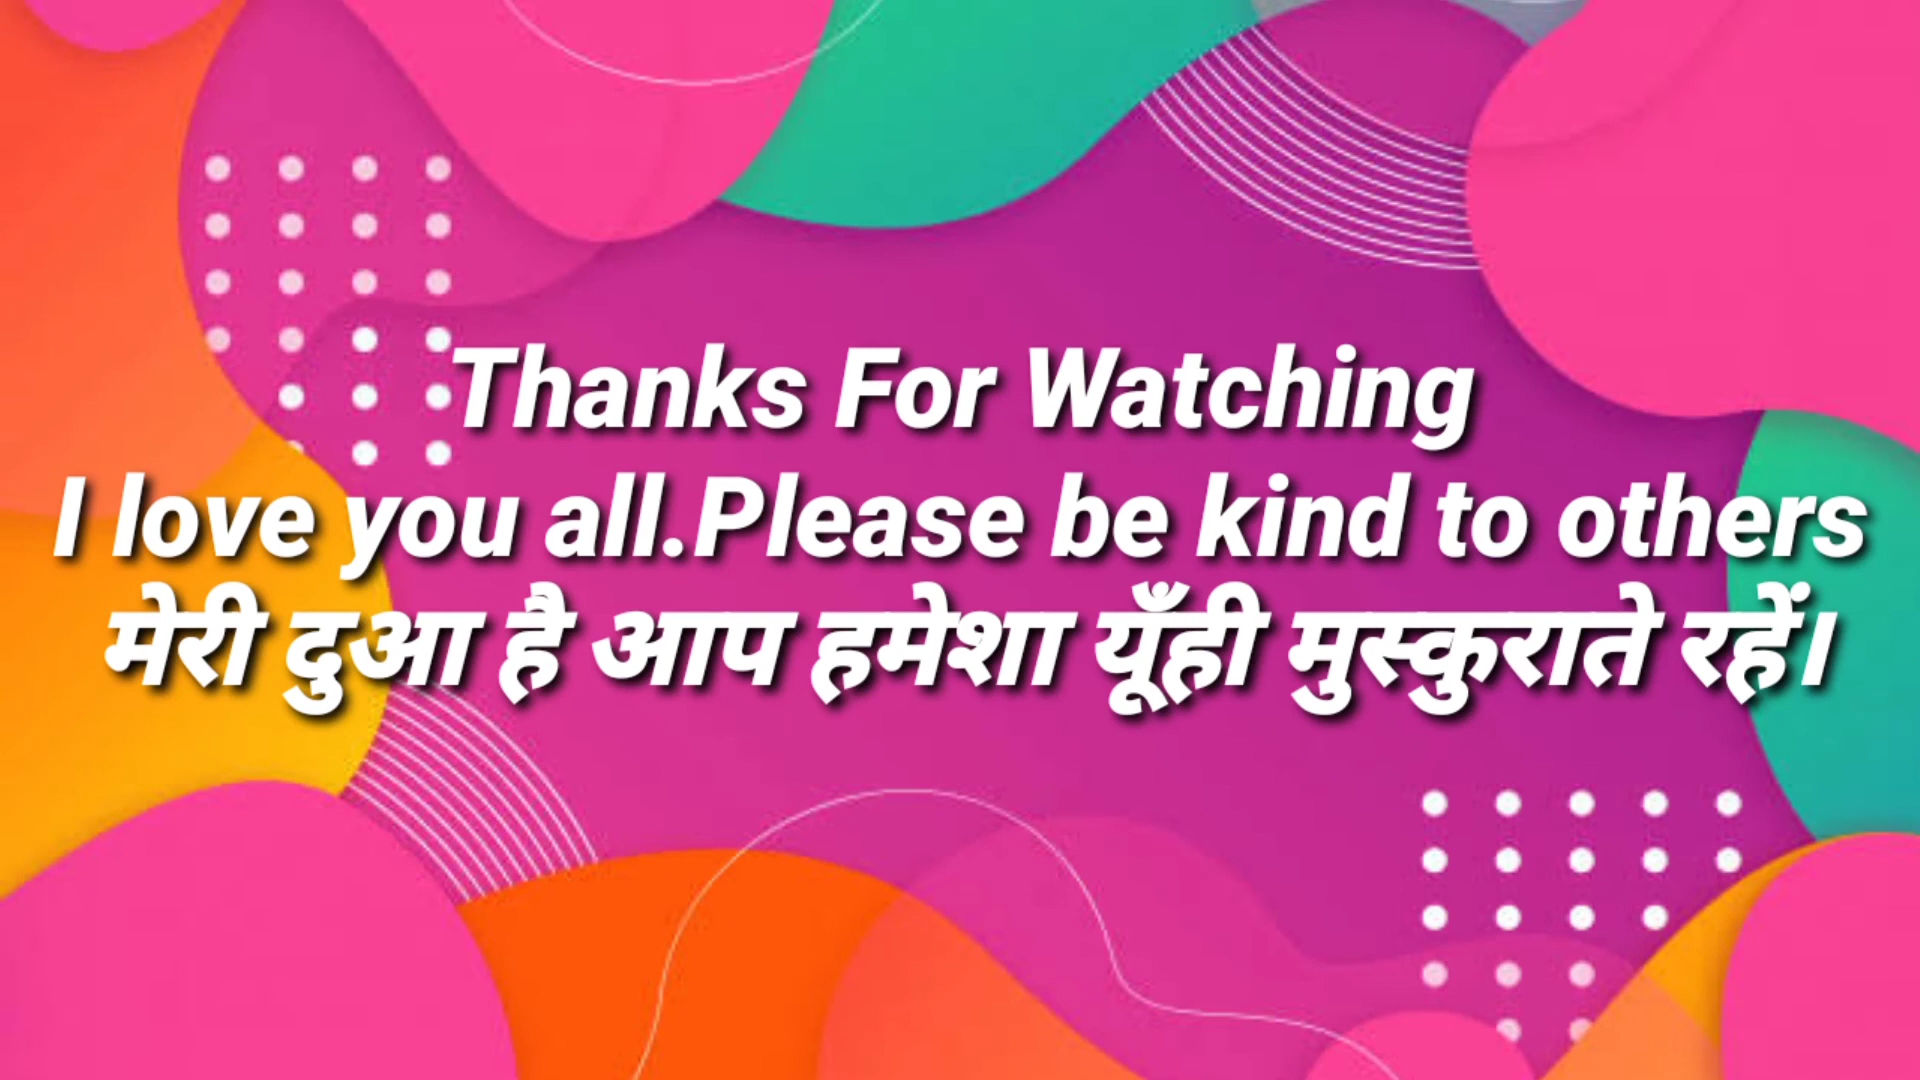 Thanks For Watching
I love you all.Please be kind to others
मेरी दुआ है आप हमेशा यूँही मुस्कुराते रहें।